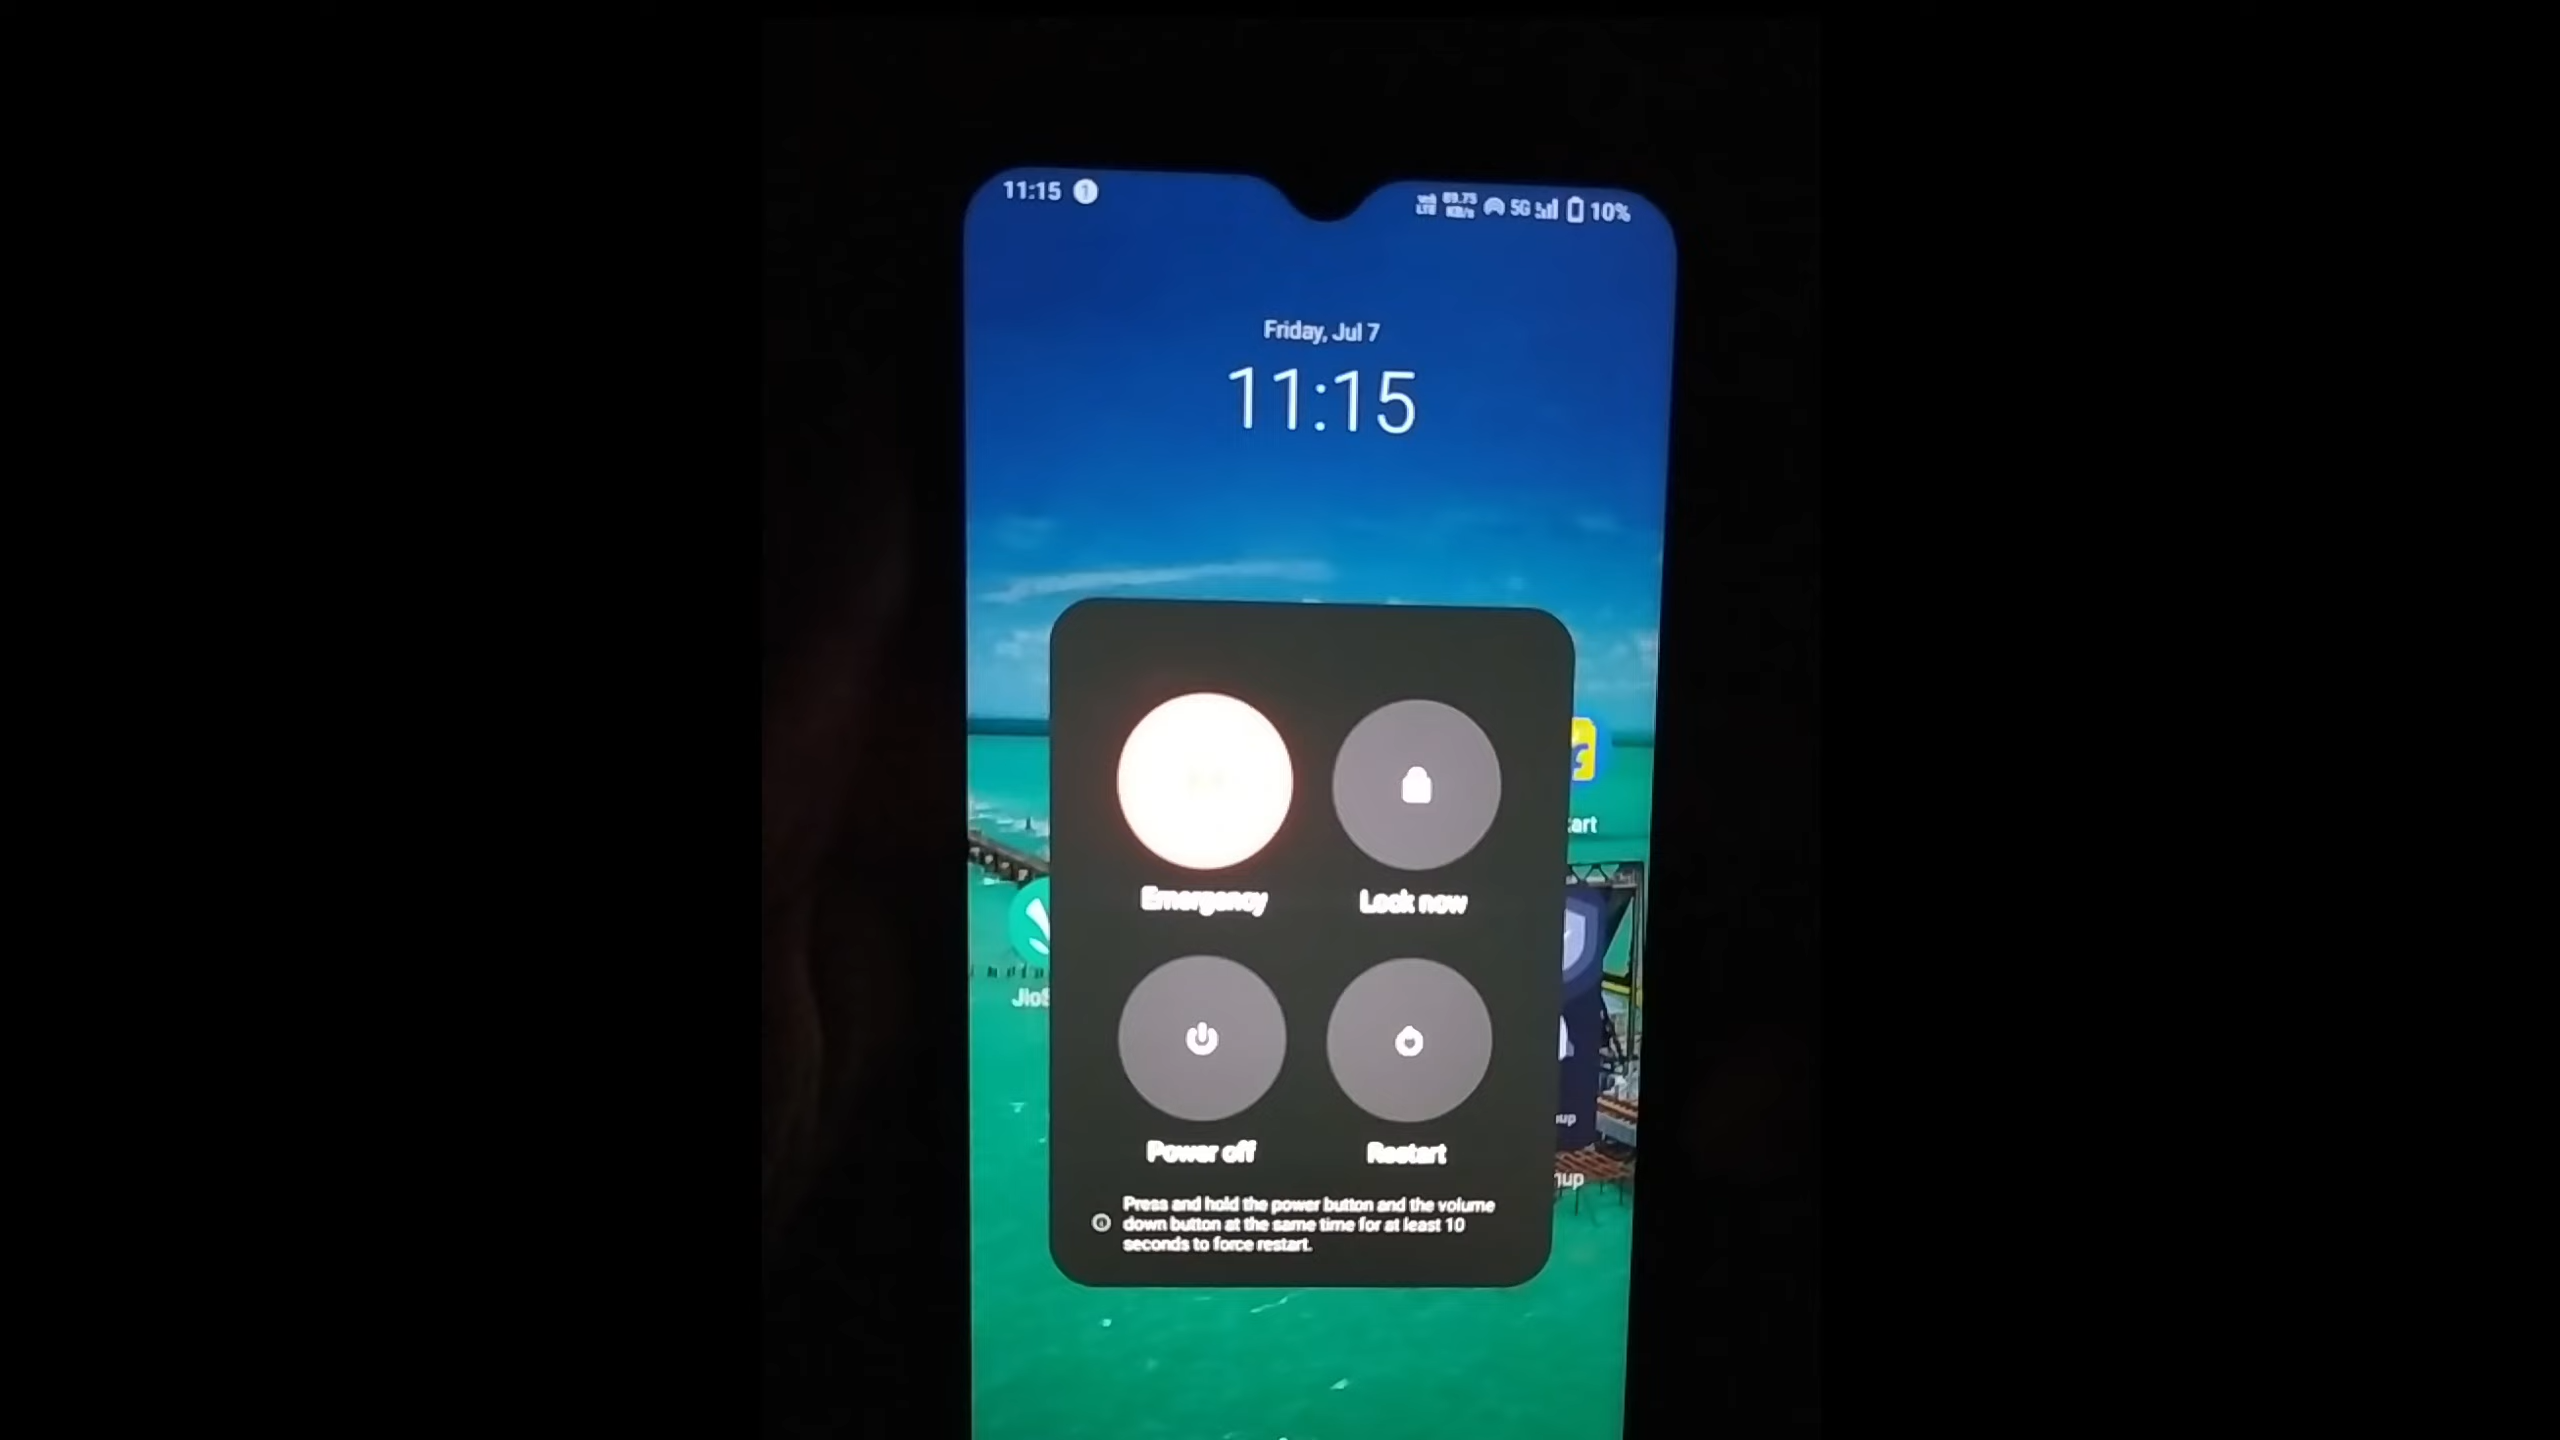 11:15 1
5G 10%
Friday, Jul 7
11:15
Emergency
Lock now
Power off
Restart
Press and hold the power button and the volume
down button at the same time for at least 10
seconds to force restart.